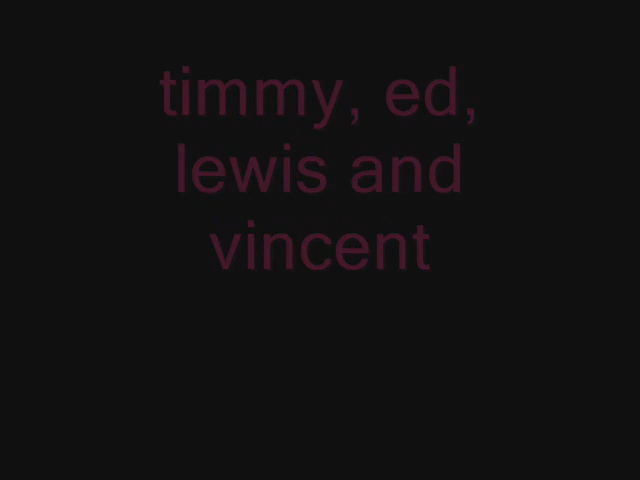 timmy, ed,
lewis and
vincent